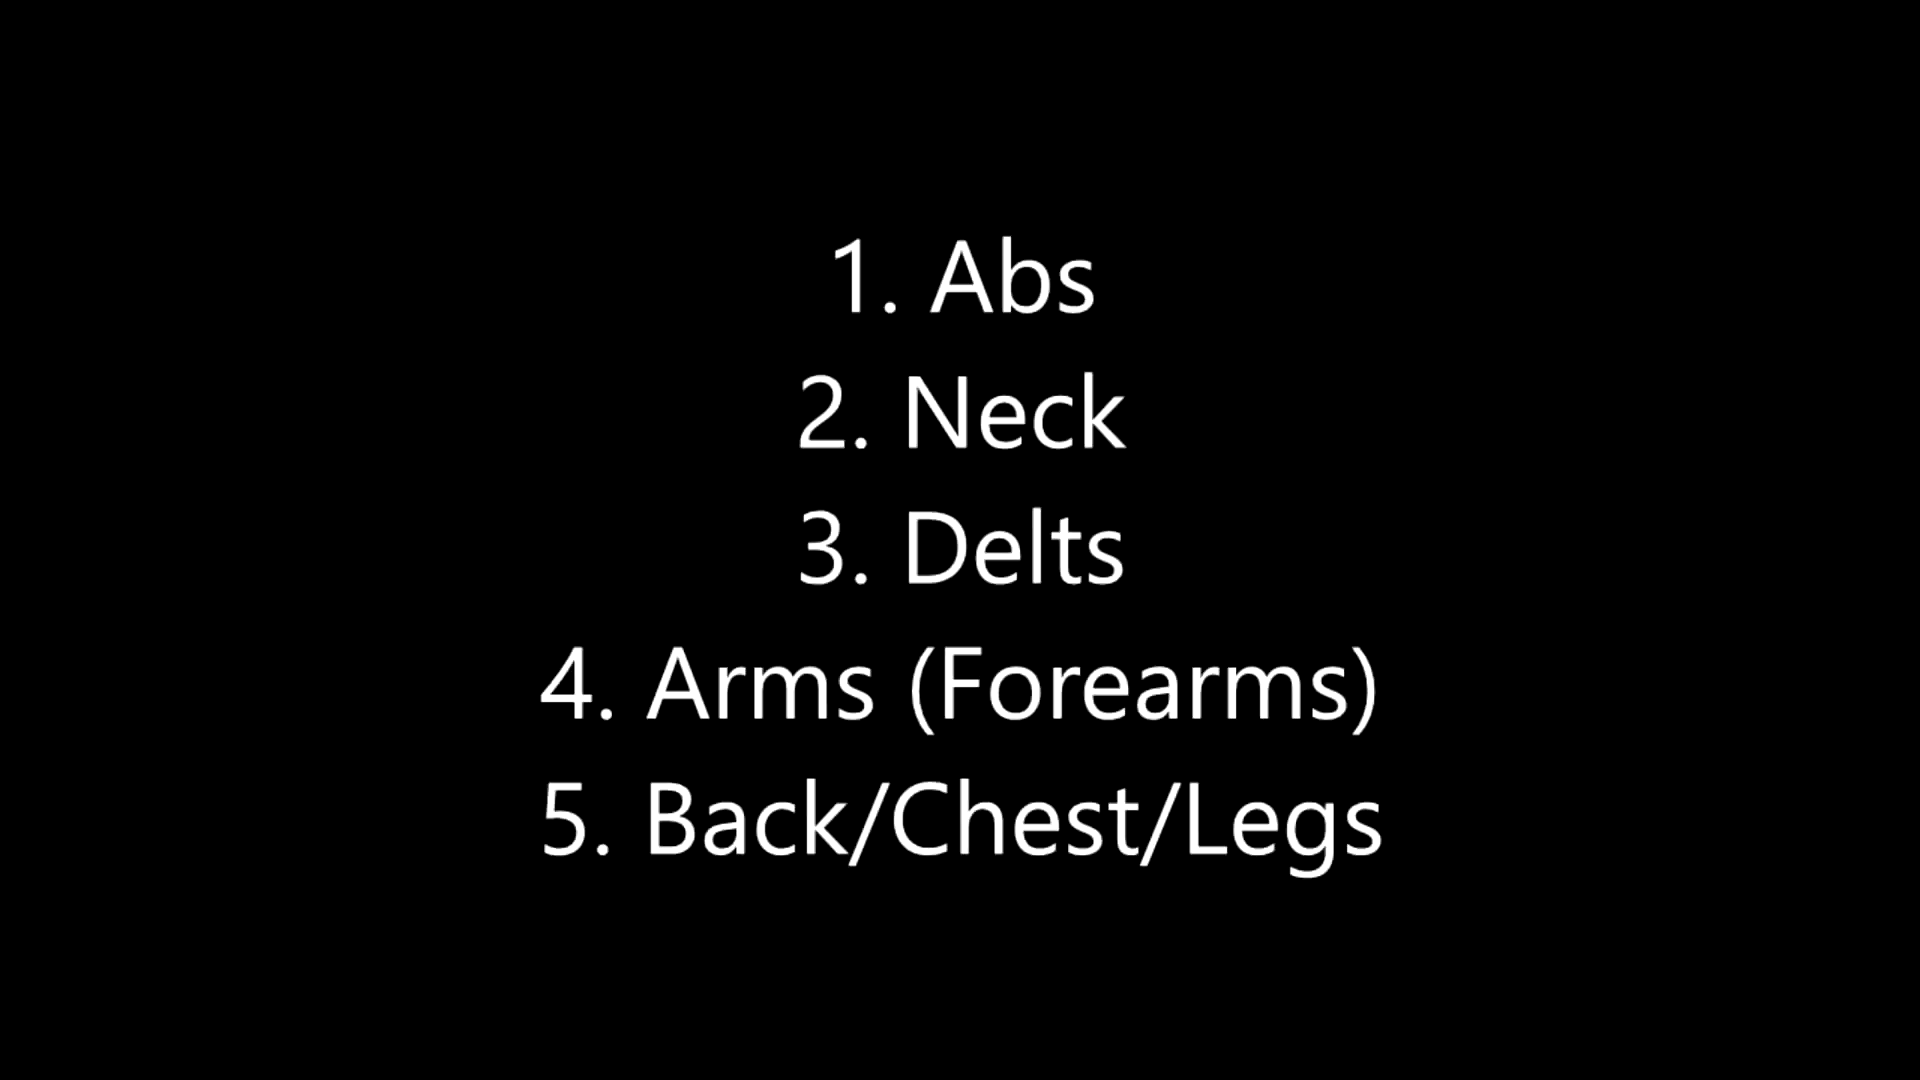 1. Abs
2. Neck
3. Delts
4. Arms (Forearms)
5. Back/Chest/Legs